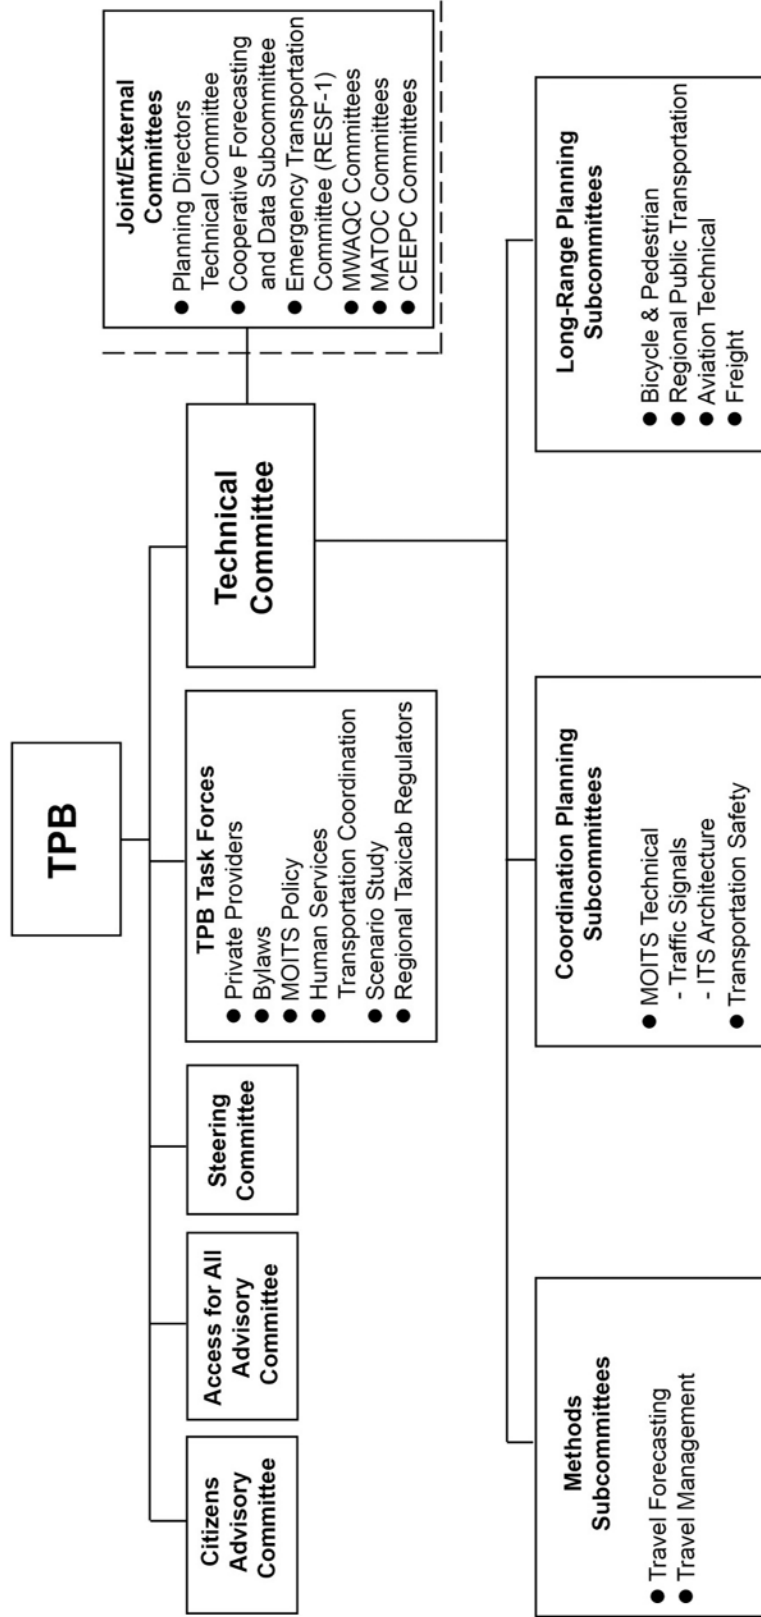 TPB
Citizens
Advisory
Committee
Access for All
Advisory
Committee
Steering
Committee
TPB Task Forces
● Private Providers
● Bylaws
● MOITS Policy
● Human Services
Transportation Coordination
● Scenario Study
● Regional Taxicab Regulators
Technical
Committee
Joint/External
Committees
● Planning Directors
Technical Committee
● Cooperative Forecasting
and Data Subcommittee
● Emergency Transportation
Committee (RESF-1)
● MWAQC Committees
● MATOC Committees
● CEEPC Committees
Methods
Subcommittees
● Travel Forecasting
● Travel Management
Coordination Planning
Subcommittees
● MOITS Technical
- Traffic Signals
- ITS Architecture
● Transportation Safety
Long-Range Planning
Subcommittees
● Bicycle & Pedestrian
● Regional Public Transportation
● Aviation Technical
● Freight